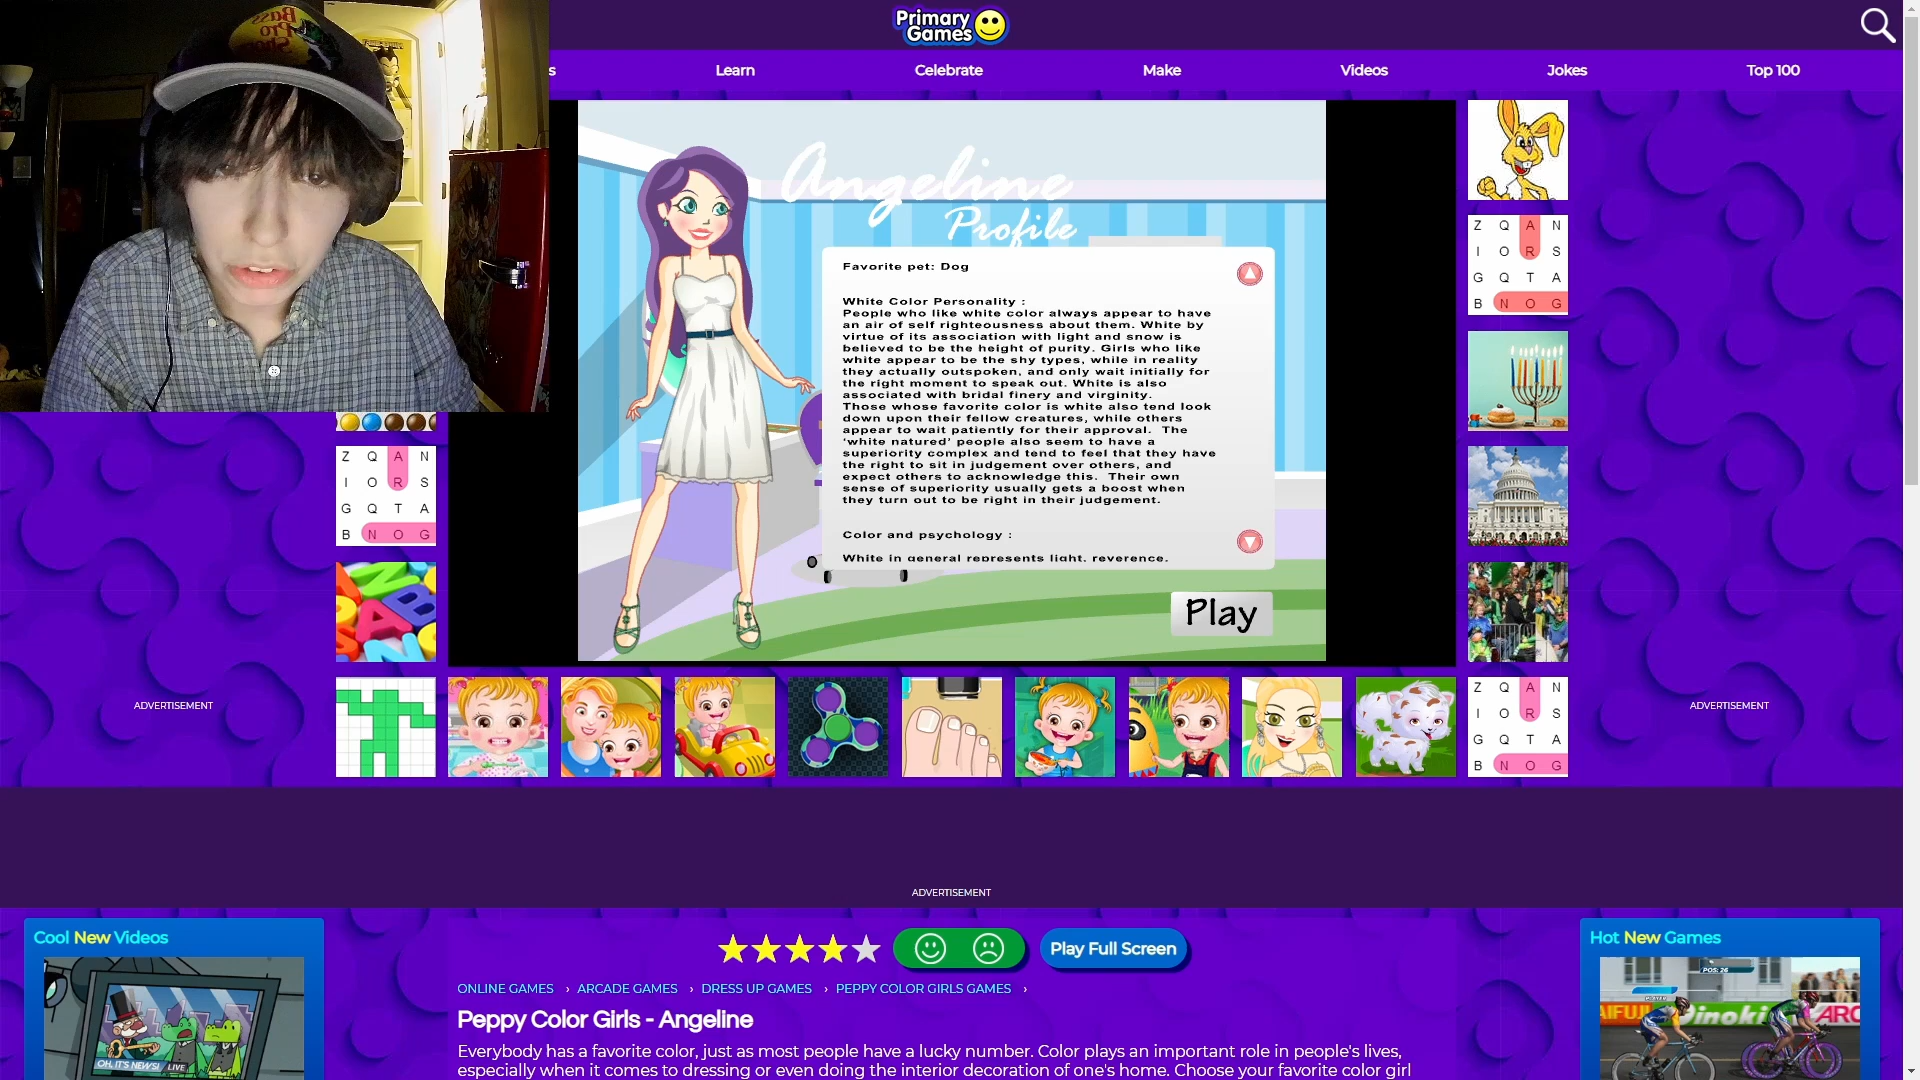 Bass
Pro
Shops
Primary
Games
s
Learn
Celebrate
Make
Videos
Jokes
Top 100
Angeline
Profile
Favorite pet: Dog
White Color Personality :
People who like white color always appear to have
an air of self righteousness about them. White by
virtue of its association with light and snow is
believed to be the height of purity. Girls who like
white appear to be the shy types, while in reality
they actually outspoken, and only wait initially for
the right moment to speak out. White is also
associated with bridal finery and virginity.
Those whose favorite color is white also tend look
down upon their fellow creatures, while others
appear to wait patiently for their approval. The
‘white natured’ people also seem to have a
superiority complex and tend to feel that they have
the right to sit in judgement over others, and
expect others to acknowledge this. Their own
sense of superiority usually gets a boost when
they turn out to be right in their judgement.
Color and psychology :
White in general represents light, reverence,
Play
Z Q A N
I O R S
G Q T A
B N O G
Z Q A N
I O R S
G Q T A
B N O G
Z Q A N
I O R S
G Q T A
B N O G
ADVERTISEMENT
ADVERTISEMENT
ADVERTISEMENT
Cool New Videos
OH, IT'S NEWS! LIVE
Play Full Screen
Hot New Games
POS: 26
ONLINE GAMES › ARCADE GAMES › DRESS UP GAMES › PEPPY COLOR GIRLS GAMES ›
Peppy Color Girls - Angeline
Everybody has a favorite color, just as most people have a lucky number. Color plays an important role in people's lives,
especially when it comes to dressing or even doing the interior decoration of one's home. Choose your favorite color girl